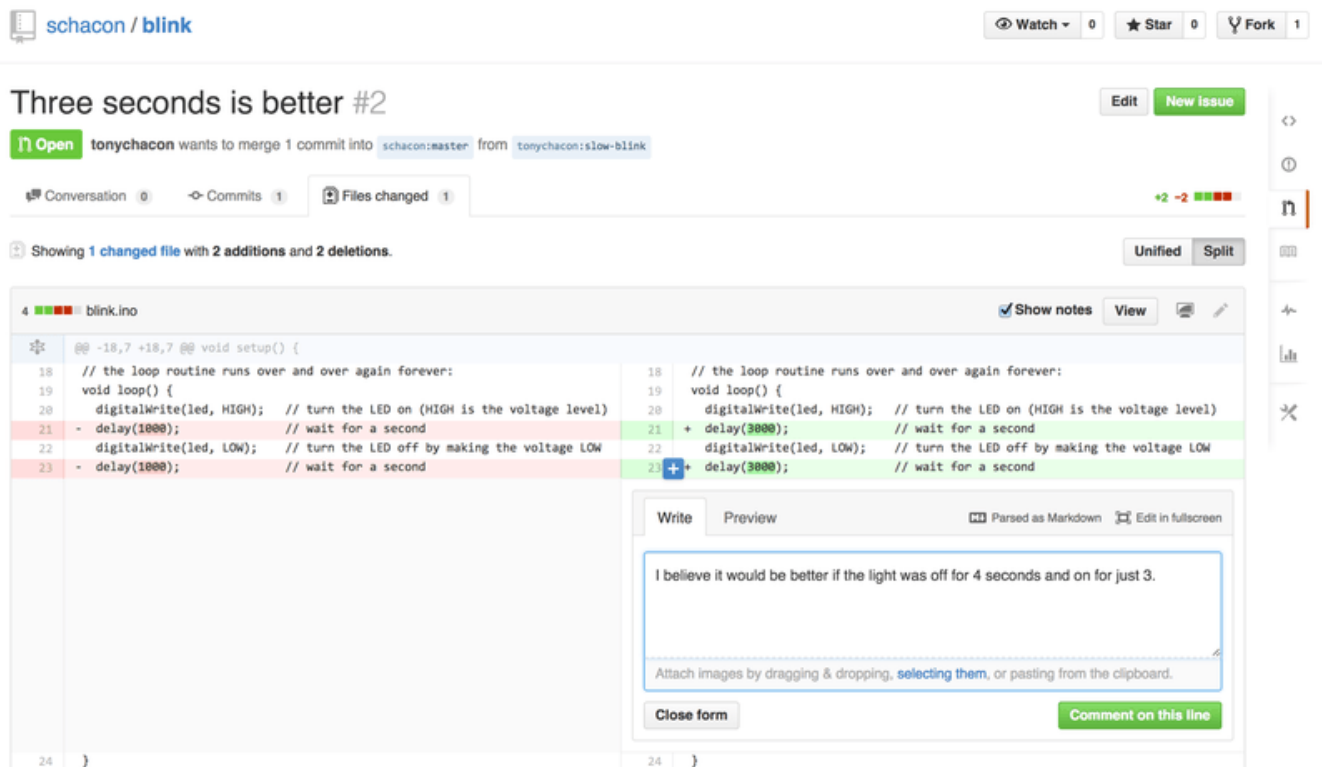 schacon / blink
Watch 0 Star 0 Fork 1
Three seconds is better #2
Edit New issue
Open tonychacon wants to merge 1 commit into schacon:master from tonychacon:slow-blink
Conversation 0 Commits 1 Files changed 1
+2 −2
Showing 1 changed file with 2 additions and 2 deletions.
Unified Split
4 blink.ino
Show notes View
@@ -18,7 +18,7 @@ void setup() {
18 // the loop routine runs over and over again forever:
19 void loop() {
20 digitalWrite(led, HIGH); // turn the LED on (HIGH is the voltage level)
21 - delay(1000); // wait for a second
22 digitalWrite(led, LOW); // turn the LED off by making the voltage LOW
23 - delay(1000); // wait for a second
24 }
18 // the loop routine runs over and over again forever:
19 void loop() {
20 digitalWrite(led, HIGH); // turn the LED on (HIGH is the voltage level)
21 + delay(3000); // wait for a second
22 digitalWrite(led, LOW); // turn the LED off by making the voltage LOW
23 + + delay(3000); // wait for a second
Write Preview
Parsed as Markdown Edit in fullscreen
I believe it would be better if the light was off for 4 seconds and on for just 3.
Attach images by dragging & dropping, selecting them, or pasting from the clipboard.
Close form Comment on this line
24 }